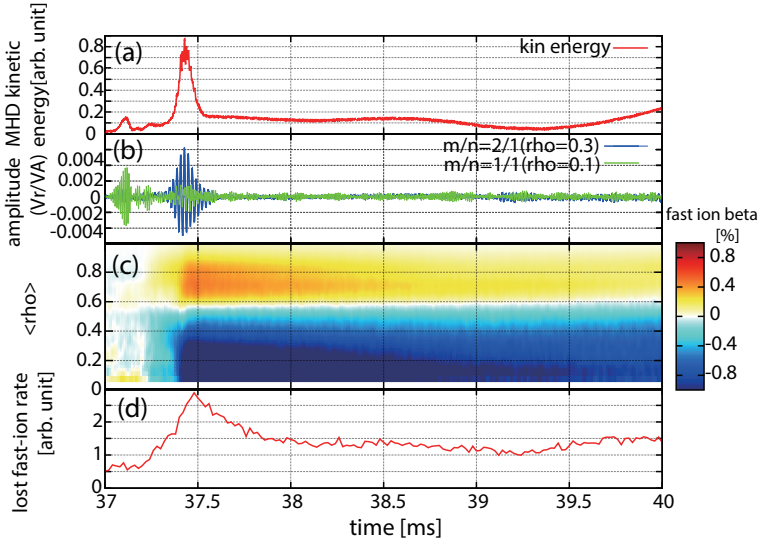 (a)
kin energy
MHD kinetic
energy[arb. unit]
0.8
0.6
0.4
0.2
0
(b)
m/n=2/1(rho=0.3)
m/n=1/1(rho=0.1)
amplitude
(Vr/VA)
0.004
0.002
0
-0.002
-0.004
fast ion beta
[%]
0.8
0.4
0
-0.4
-0.8
(c)
<rho>
0.8
0.6
0.4
0.2
0
(d)
lost fast-ion rate
[arb. unit]
2
1
0
37
37.5
38
38.5
39
39.5
40
time [ms]